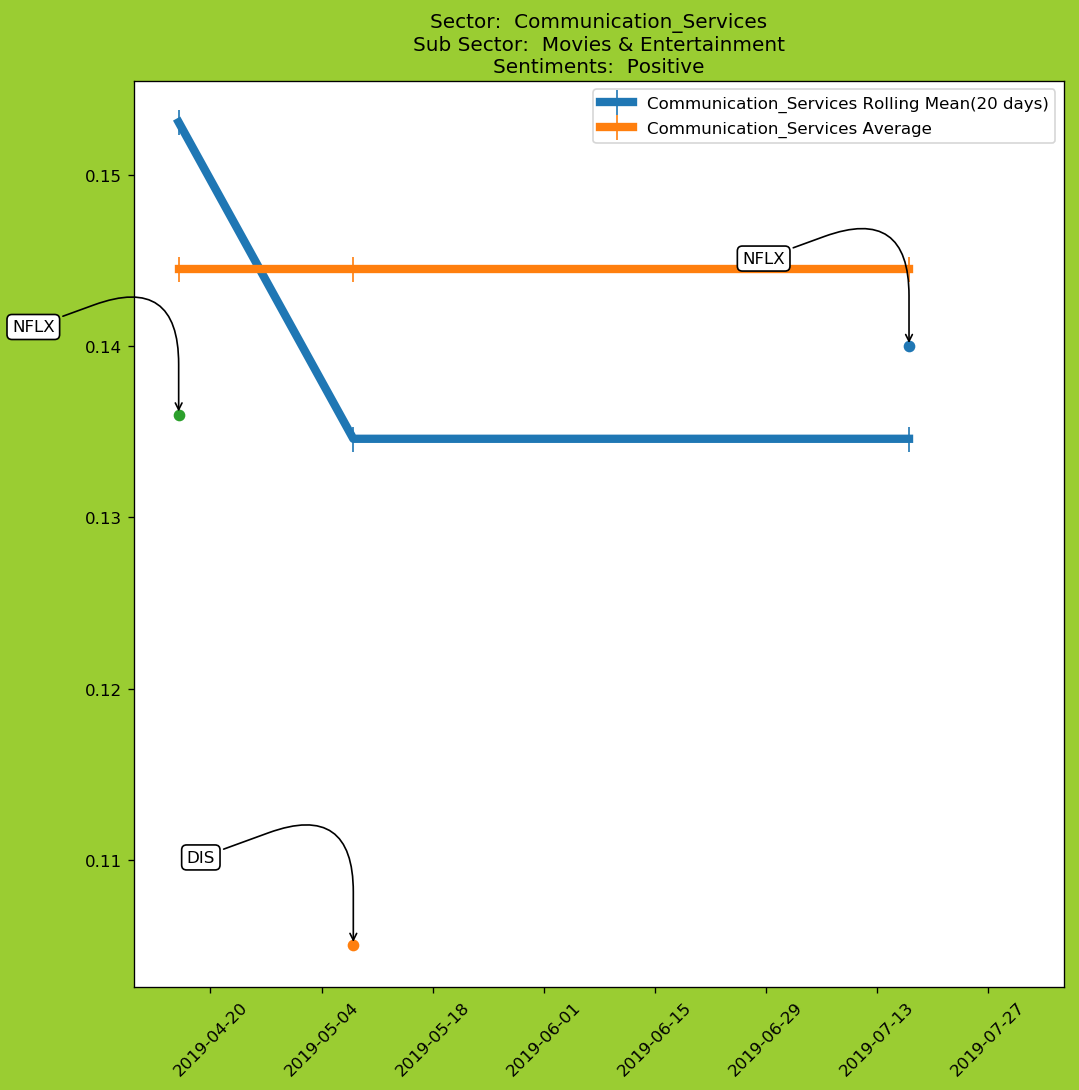 Sector:  Communication_Services
Sub Sector:  Movies & Entertainment
Sentiments:  Positive
Communication_Services Rolling Mean(20 days)
Communication_Services Average
0.15
0.14
0.13
0.12
0.11
NFLX
NFLX
DIS
2019-04-20
2019-05-04
2019-05-18
2019-06-01
2019-06-15
2019-06-29
2019-07-13
2019-07-27